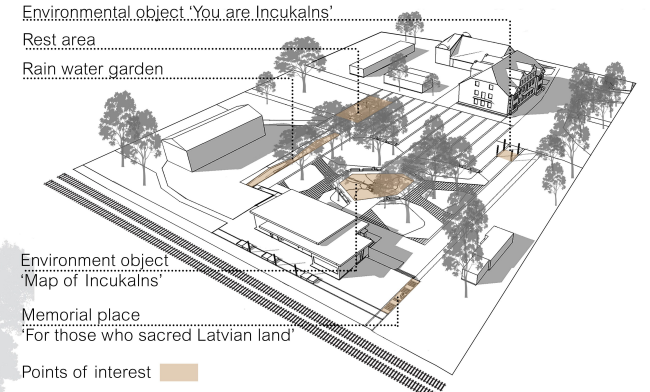 Environmental object ‘You are Incukalns’
Rest area
Rain water garden
Environment object
‘Map of Incukalns’
Memorial place
‘For those who sacred Latvian land’
Points of interest